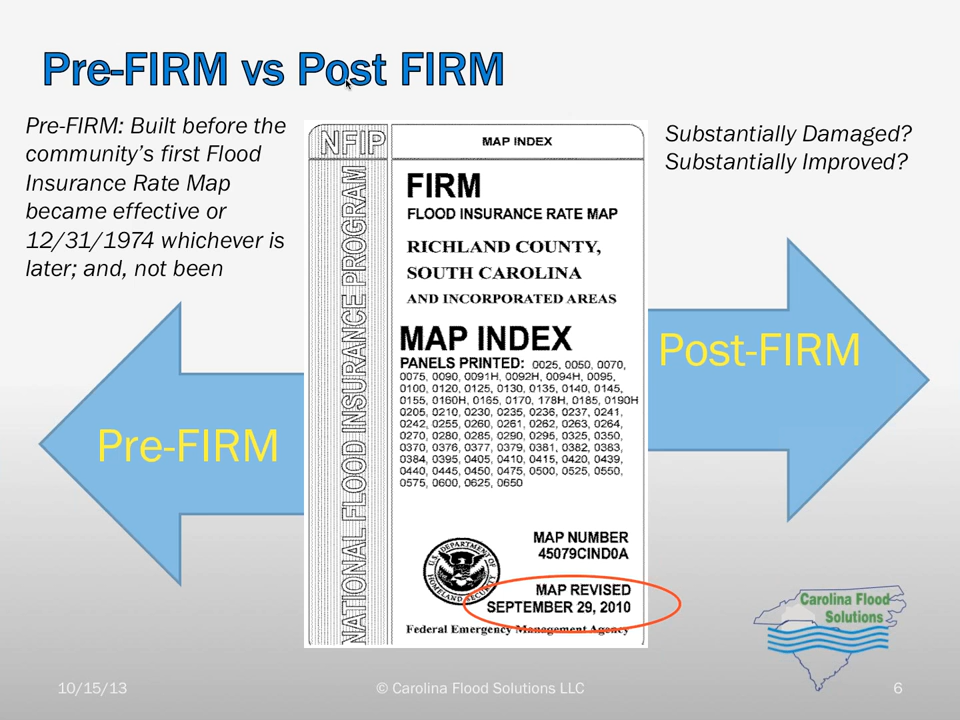 Pre-FIRM vs Post FIRM
Pre-FIRM: Built before the
community’s first Flood
Insurance Rate Map
became effective or
12/31/1974 whichever is
later; and, not been
Substantially Damaged?
Substantially Improved?
Pre-FIRM
Post-FIRM
NFIP
NATIONAL FLOOD INSURANCE PROGRAM
MAP INDEX
FIRM
FLOOD INSURANCE RATE MAP
RICHLAND COUNTY,
SOUTH CAROLINA
AND INCORPORATED AREAS
MAP INDEX
PANELS PRINTED: 0025, 0050, 0070,
0075, 0090, 0091H, 0092H, 0094H, 0095,
0100, 0120, 0125, 0130, 0135, 0140, 0145,
0155, 0160H, 0165, 0170, 178H, 0185, 0190H
0205, 0210, 0230, 0235, 0236, 0237, 0241,
0242, 0255, 0260, 0261, 0262, 0263, 0264,
0270, 0280, 0285, 0290, 0295, 0325, 0350,
0370, 0376, 0377, 0379, 0381, 0382, 0383,
0384, 0395, 0405, 0410, 0415, 0420, 0439,
0440, 0445, 0450, 0475, 0500, 0525, 0550,
0575, 0600, 0625, 0650
MAP NUMBER
45079CIND0A
U.S. DEPARTMENT OF
HOMELAND SECURITY
MAP REVISED
SEPTEMBER 29, 2010
Federal Emergency Management Agency
Carolina Flood
Solutions
10/15/13
© Carolina Flood Solutions LLC
6